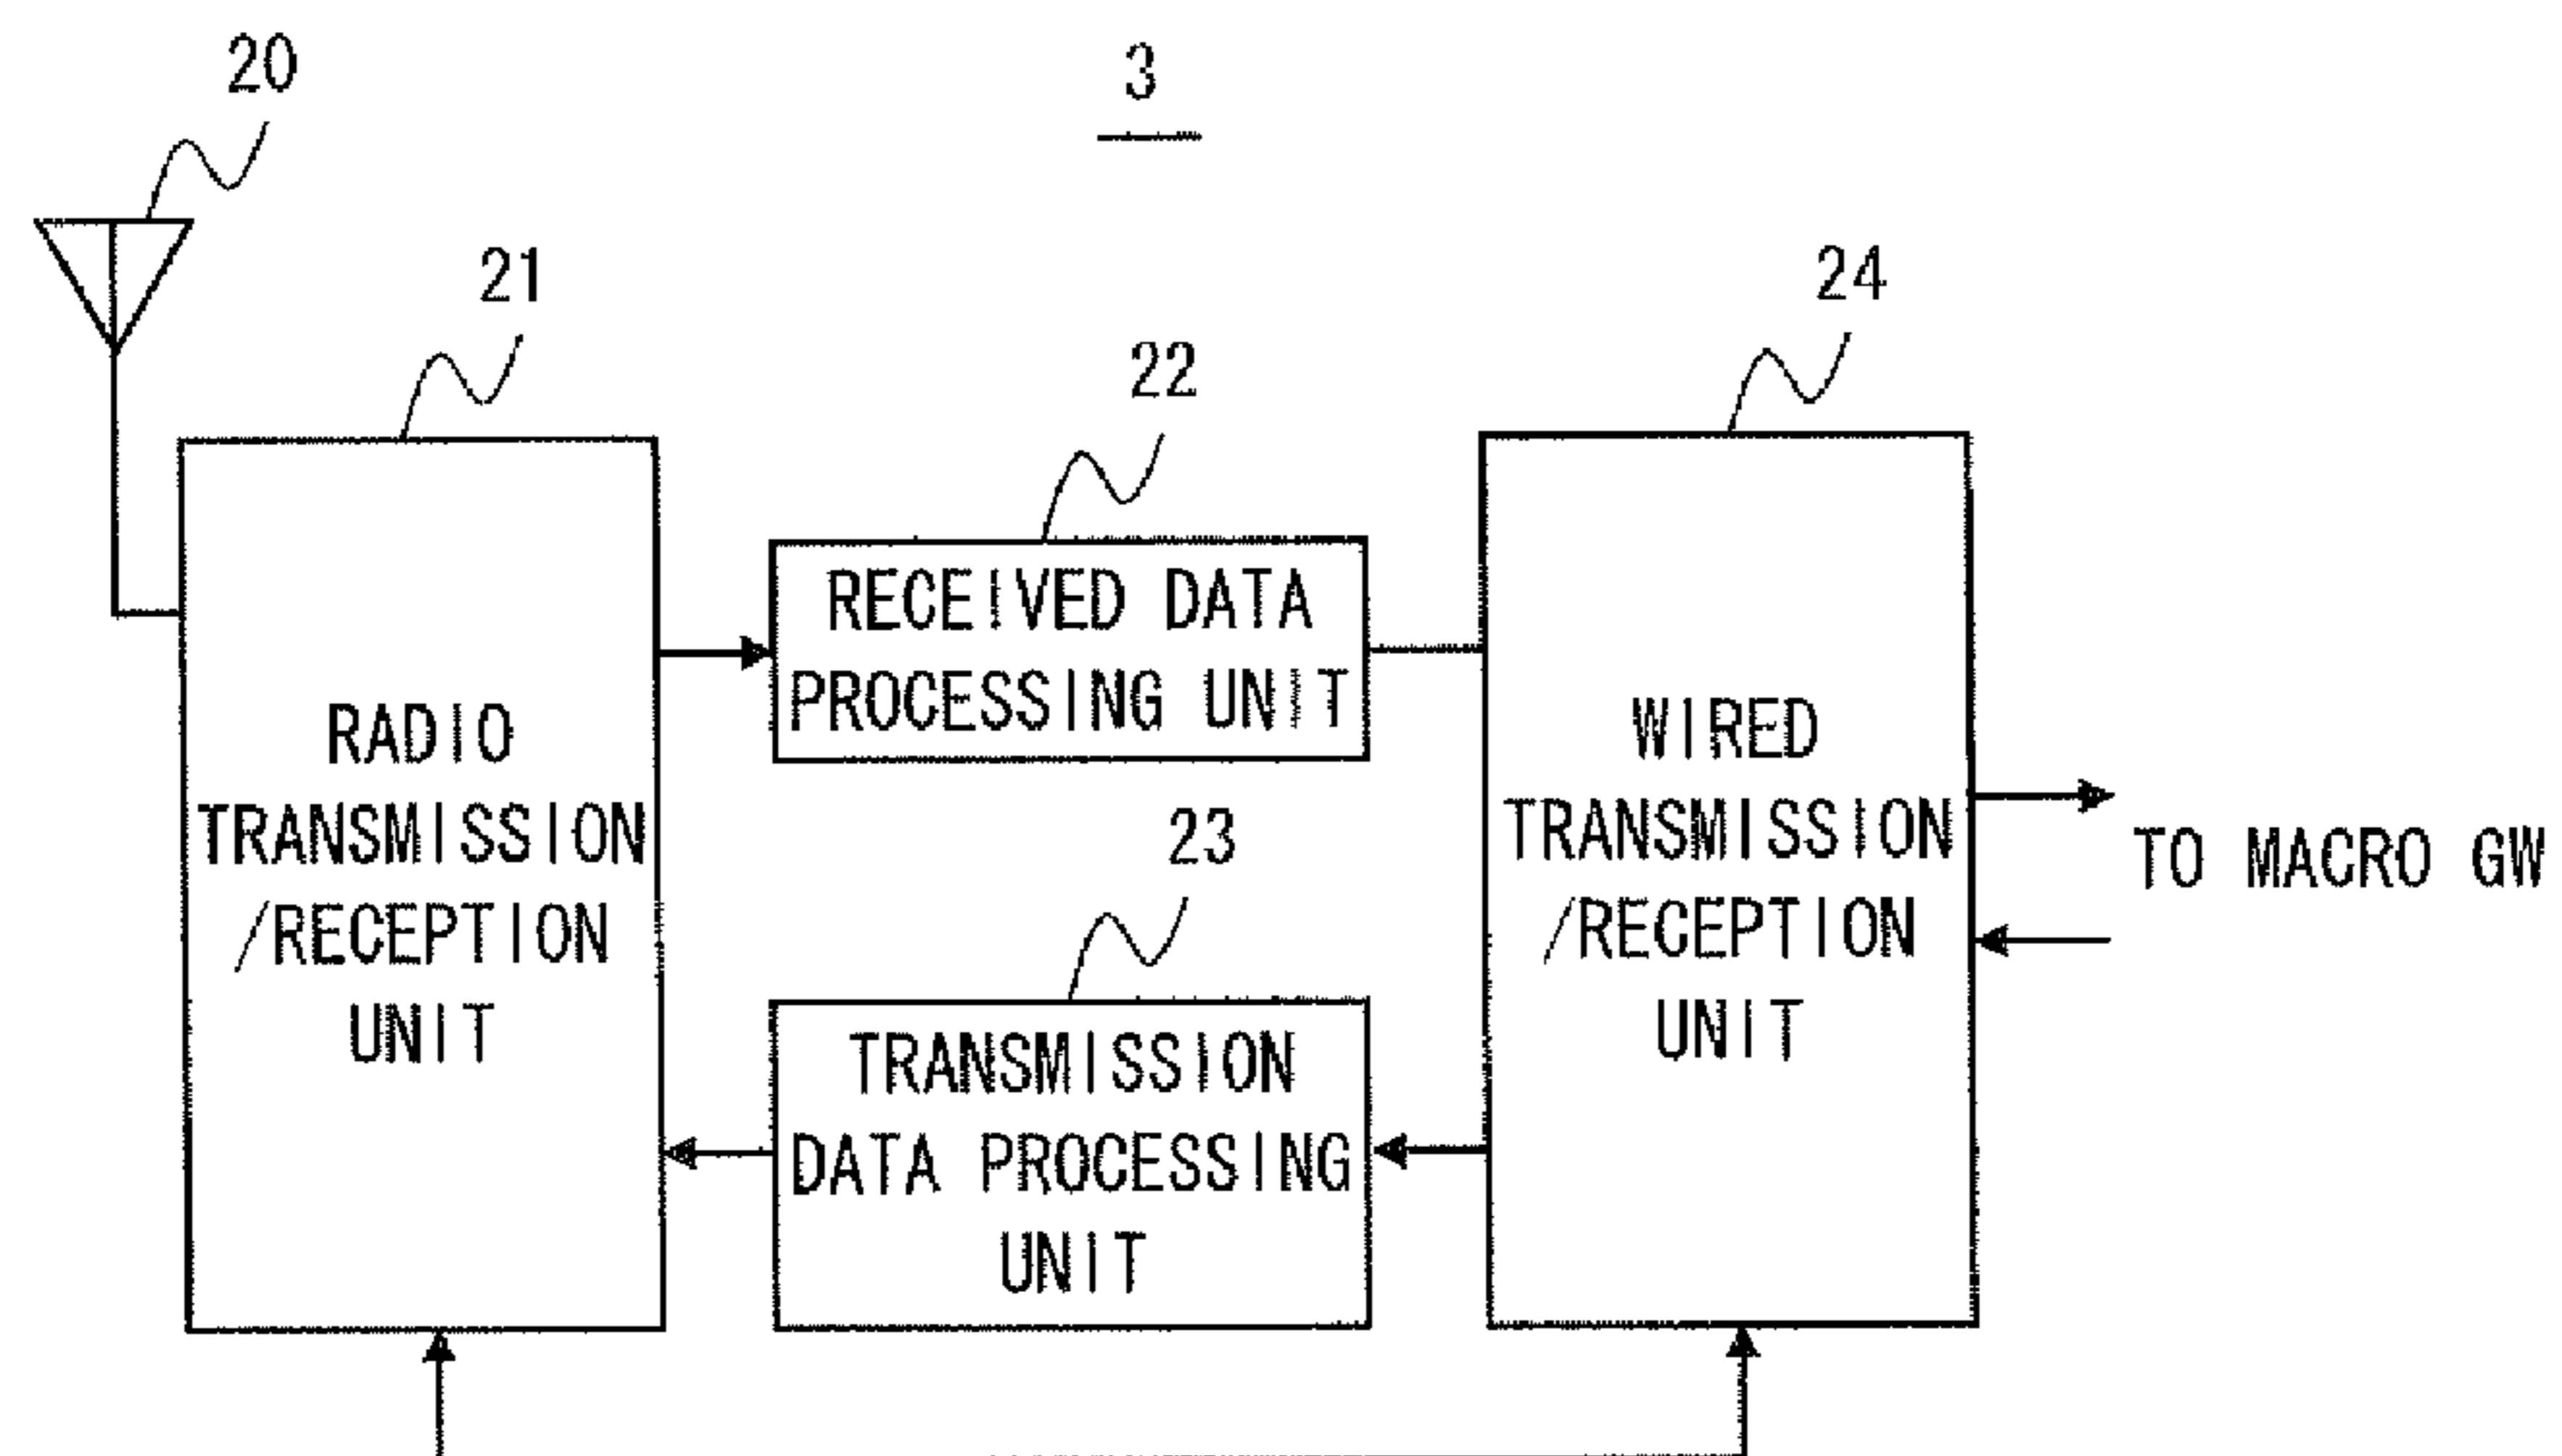 3
20
21
22
24
RECEIVED DATA
PROCESSING UNIT
RADIO
TRANSMISSION
/RECEPTION
UNIT
WIRED
TRANSMISSION
/RECEPTION
UNIT
TO MACRO GW
23
TRANSMISSION
DATA PROCESSING
UNIT